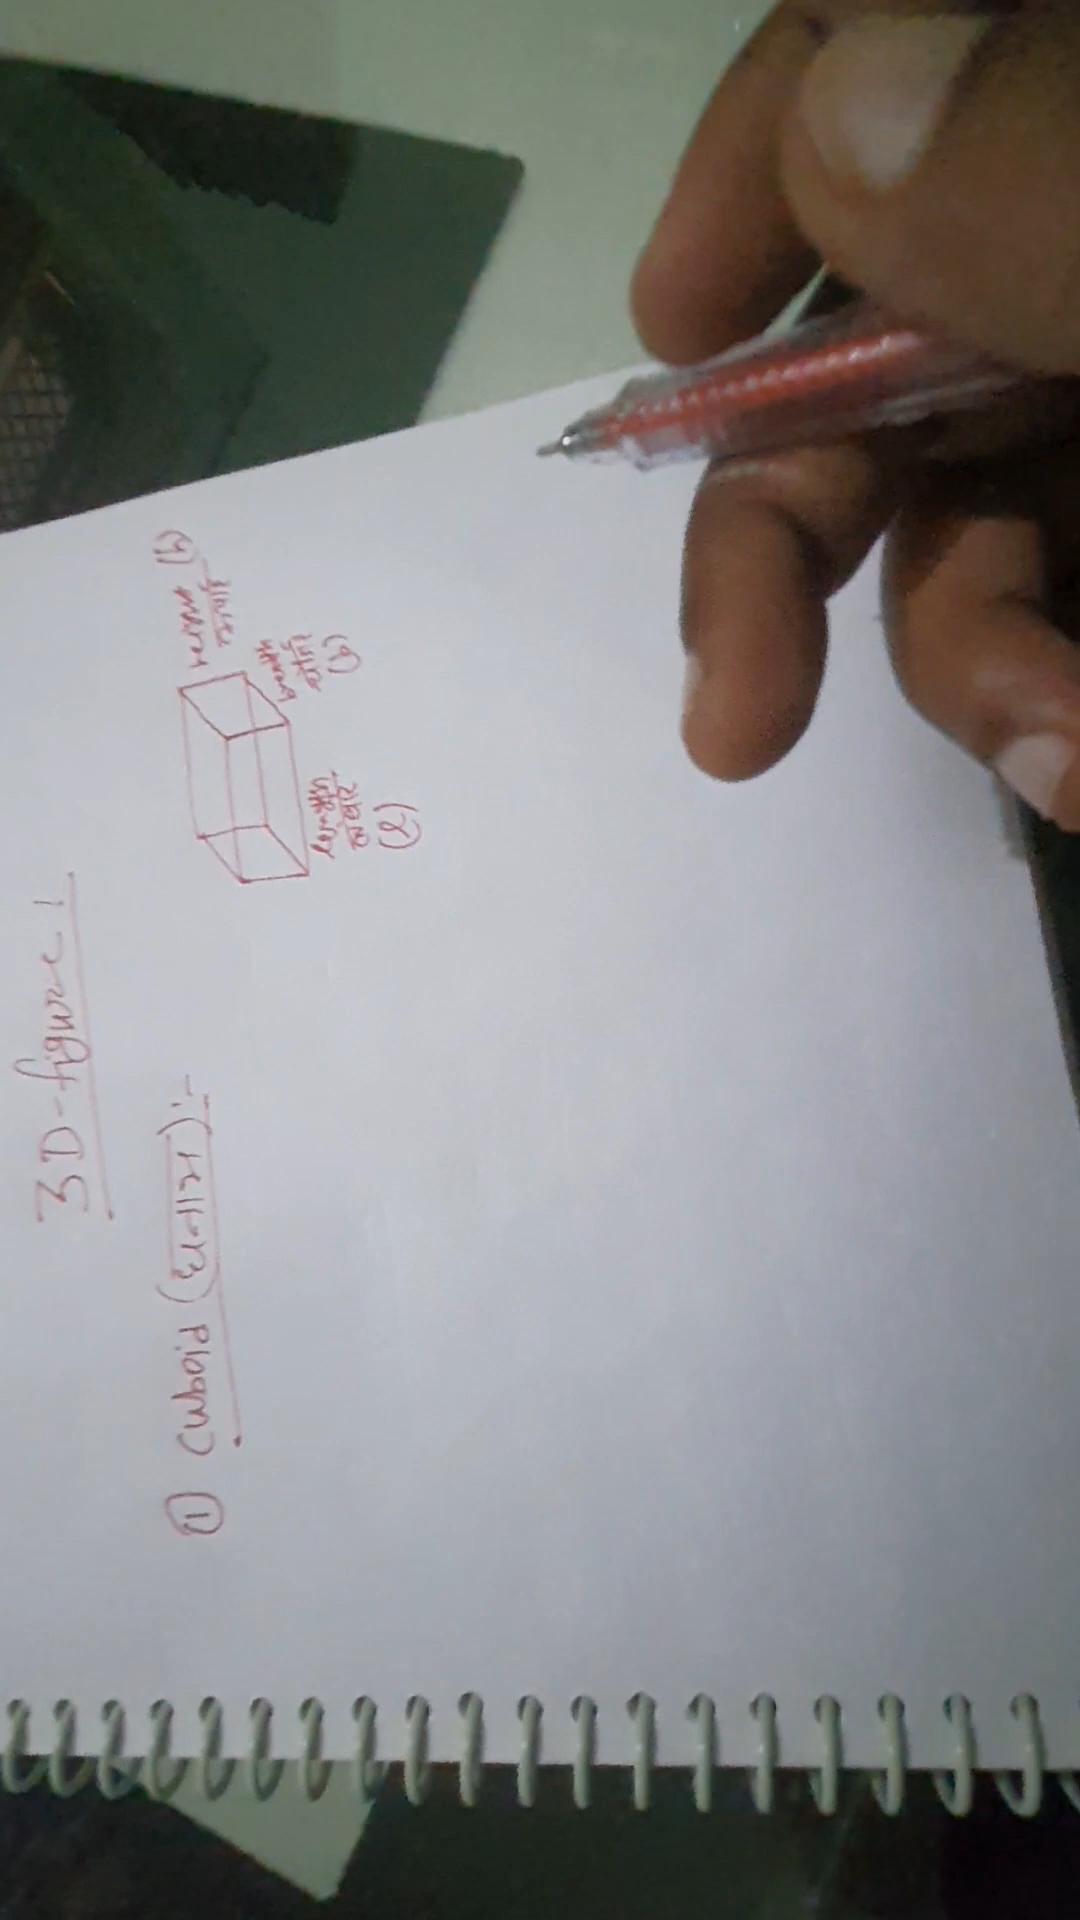 3D-figure
① Cuboid (घनाभ):-
height (h)
ऊंचाई
breadth
चौड़ाई
(b)
length
लंबाई
(l)